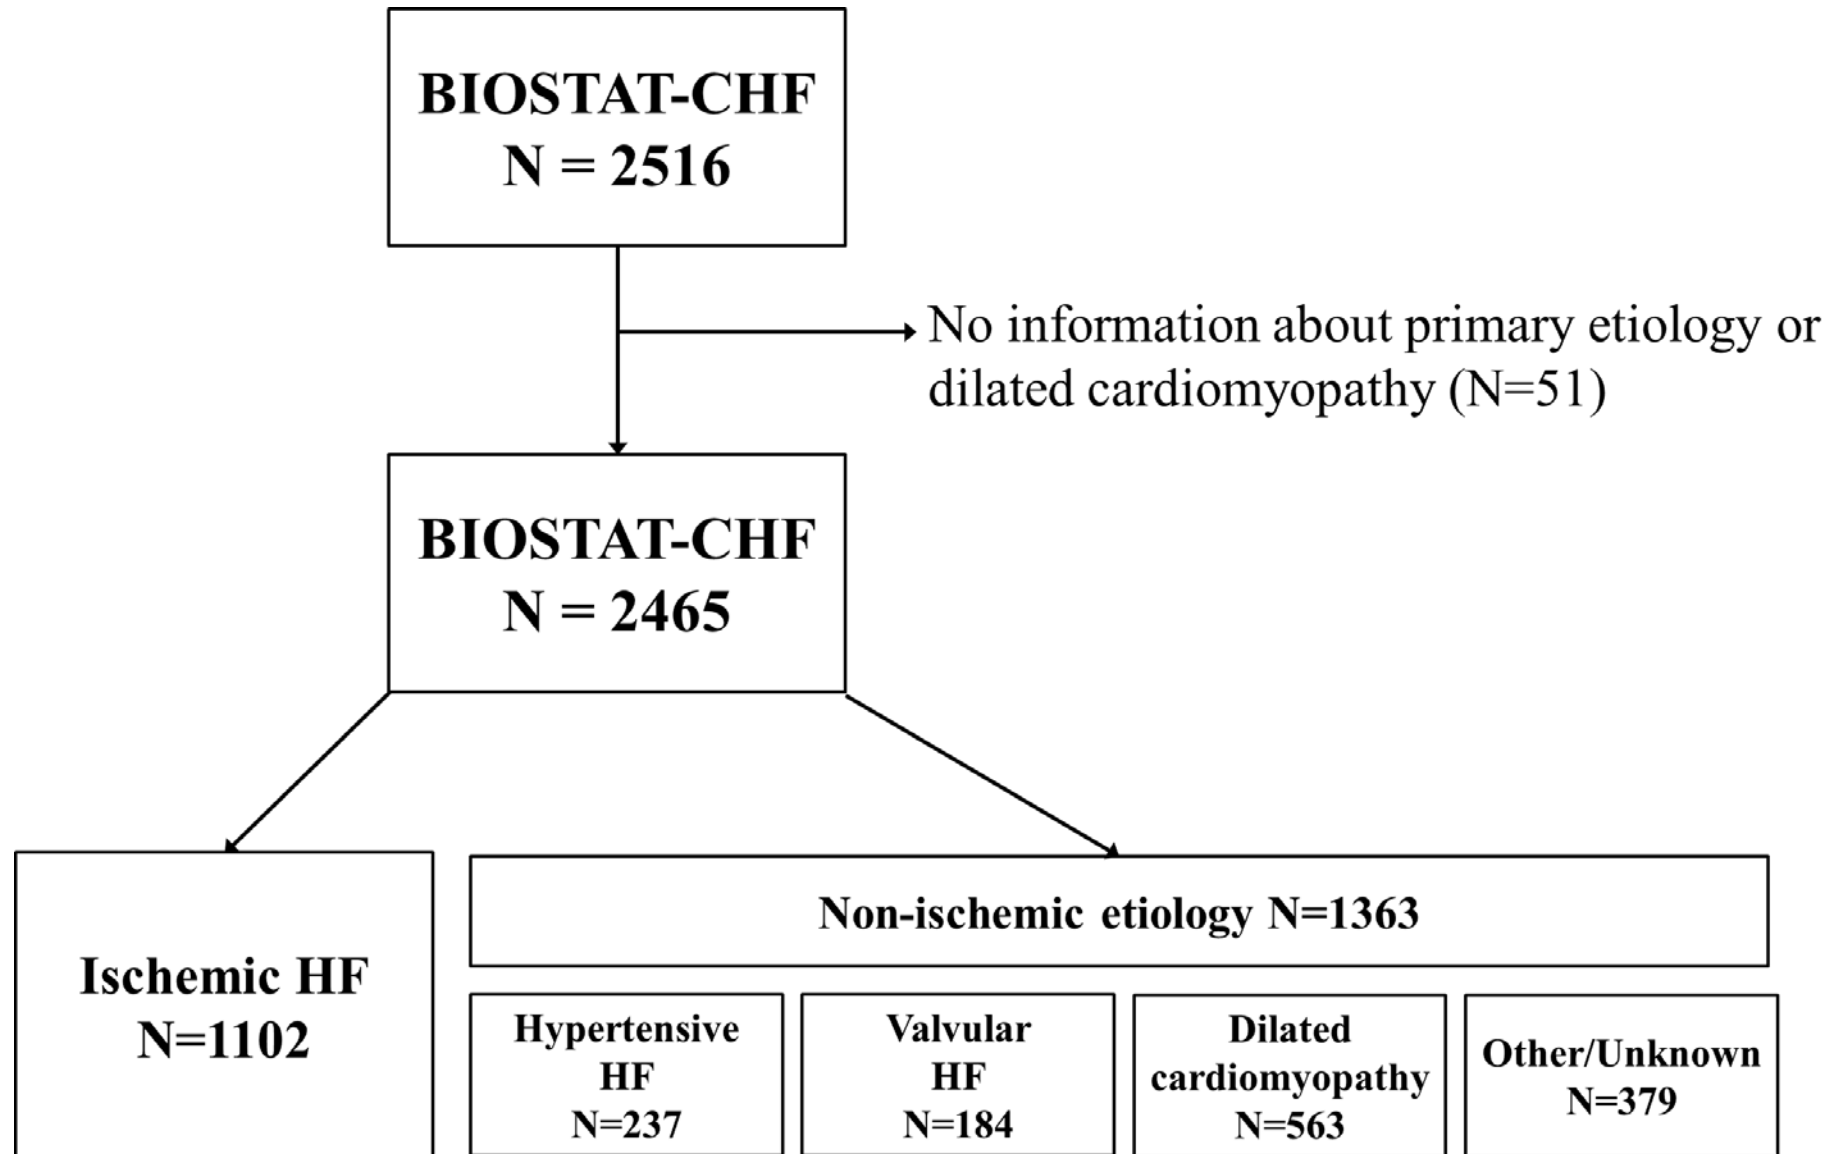 BIOSTAT-CHF
N = 2516
No information about primary etiology or
dilated cardiomyopathy (N=51)
BIOSTAT-CHF
N = 2465
Ischemic HF
N=1102
Non-ischemic etiology N=1363
Hypertensive
HF
N=237
Valvular
HF
N=184
Dilated
cardiomyopathy
N=563
Other/Unknown
N=379